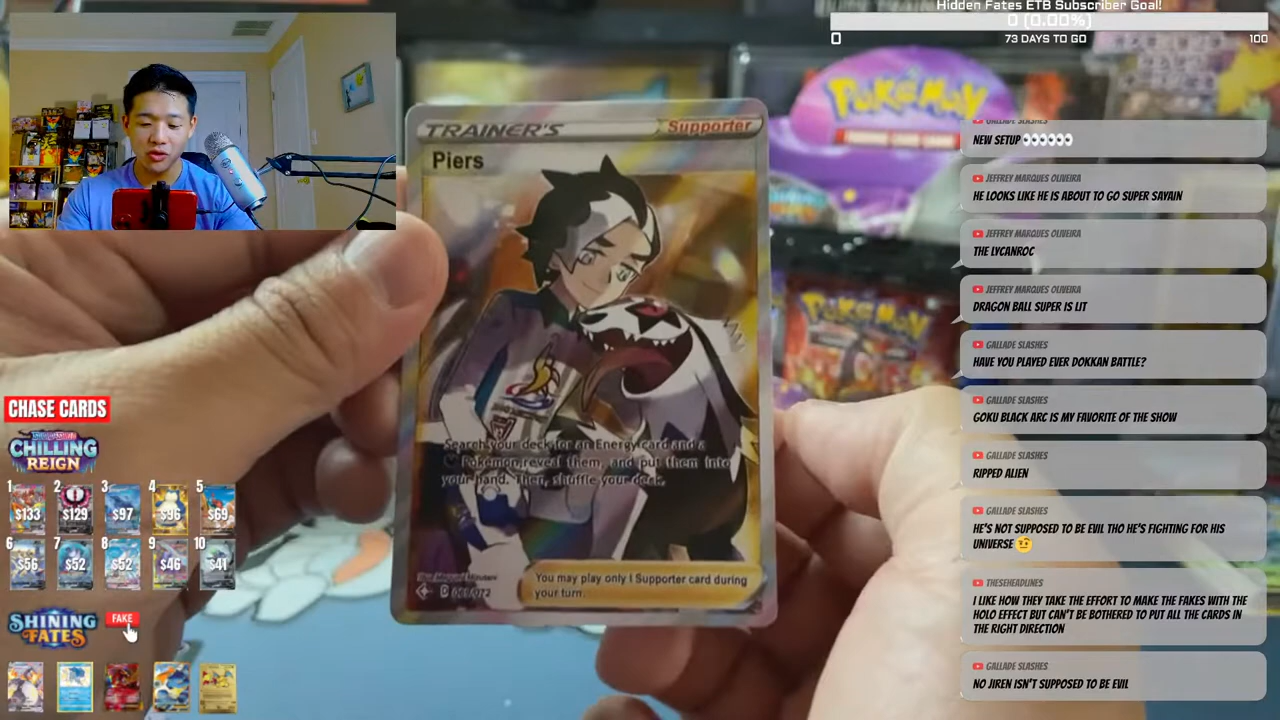 Hidden Fates ETB Subscriber Goal!
0 (0.00%)
0
73 DAYS TO GO
100
POKéMON
TRAINER'S
Supporter
Piers
Search your deck for an Energy card and a
Pokémon, reveal them, and put them into
your hand. Then, shuffle your deck.
You may play only 1 Supporter card during
your turn.
D
/072
POKéMON
CHASE CARDS
CHILLING
REIGN
1
$133
2
$129
3
$97
4
$96
5
$69
6
$56
7
$52
8
$52
9
$46
10
$41
SHINING
FATES
FAKE
GALLADE SLASHES
NEW SETUP 👀👀👀
JEFFREY MARQUES OLIVEIRA
HE LOOKS LIKE HE IS ABOUT TO GO SUPER SAYAIN
JEFFREY MARQUES OLIVEIRA
THE LYCANROC
JEFFREY MARQUES OLIVEIRA
DRAGON BALL SUPER IS LIT
GALLADE SLASHES
HAVE YOU PLAYED EVER DOKKAN BATTLE?
GALLADE SLASHES
GOKU BLACK ARC IS MY FAVORITE OF THE SHOW
GALLADE SLASHES
RIPPED ALIEN
GALLADE SLASHES
HE'S NOT SUPPOSED TO BE EVIL THO HE'S FIGHTING FOR HIS
UNIVERSE 🤨
THESEHEADLINES
I LIKE HOW THEY TAKE THE EFFORT TO MAKE THE FAKES WITH THE
HOLO EFFECT BUT CAN'T BE BOTHERED TO PUT ALL THE CARDS IN
THE RIGHT DIRECTION
GALLADE SLASHES
NO JIREN ISN'T SUPPOSED TO BE EVIL